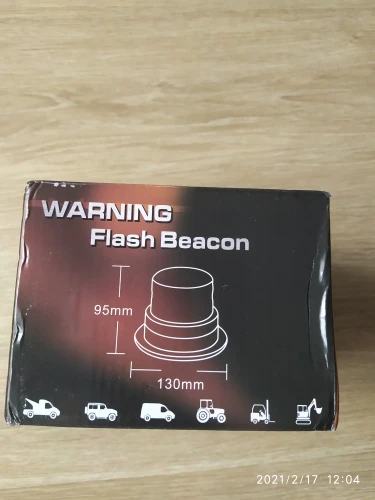 WARNING
Flash Beacon
95mm
130mm
2021/2/17 12:04